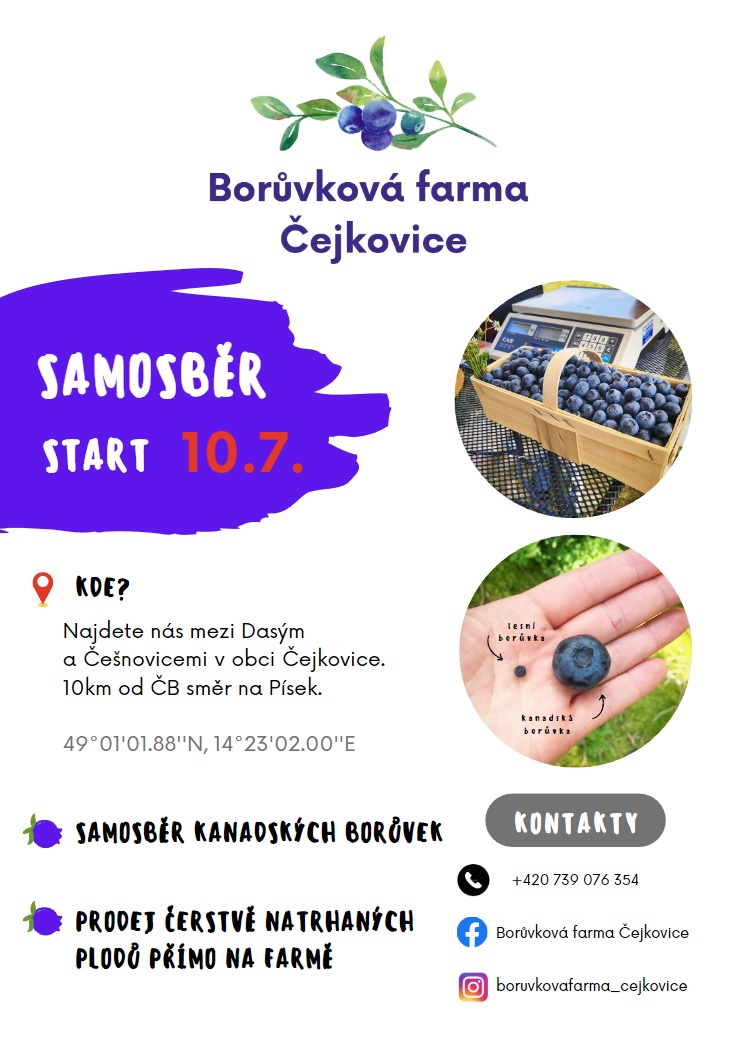 Borůvková farma
Čejkovice
SAMOSBĚR
START 10.7.
KDE?
Najdete nás mezi Dasým
a Češnovicemi v obci Čejkovice.
10km od ČB směr na Písek.
49°01'01.88''N, 14°23'02.00''E
lesní
borůvka
kanadská
borůvka
SAMOSBĚR KANADSKÝCH BORŮVEK
PRODEJ ČERSTVĚ NATRHANÝCH
PLODŮ PŘÍMO NA FARMĚ
KONTAKTY
+420 739 076 354
Borůvková farma Čejkovice
boruvkovafarma_cejkovice